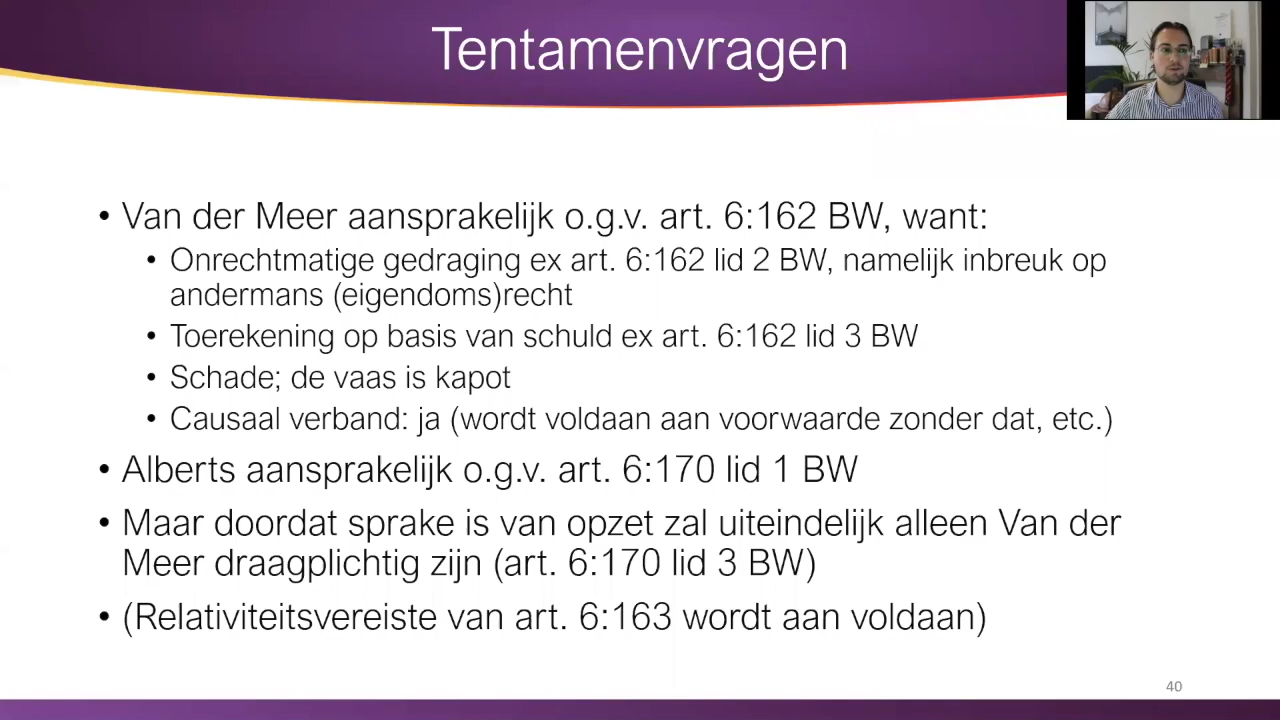 Tentamenvragen
• Van der Meer aansprakelijk o.g.v. art. 6:162 BW, want:
• Onrechtmatige gedraging ex art. 6:162 lid 2 BW, namelijk inbreuk op
andermans (eigendoms)recht
• Toerekening op basis van schuld ex art. 6:162 lid 3 BW
• Schade; de vaas is kapot
• Causaal verband: ja (wordt voldaan aan voorwaarde zonder dat, etc.)
• Alberts aansprakelijk o.g.v. art. 6:170 lid 1 BW
• Maar doordat sprake is van opzet zal uiteindelijk alleen Van der
Meer draagplichtig zijn (art. 6:170 lid 3 BW)
• (Relativiteitsvereiste van art. 6:163 wordt aan voldaan)
40